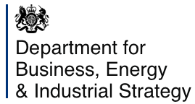 Department for
Business, Energy
& Industrial Strategy